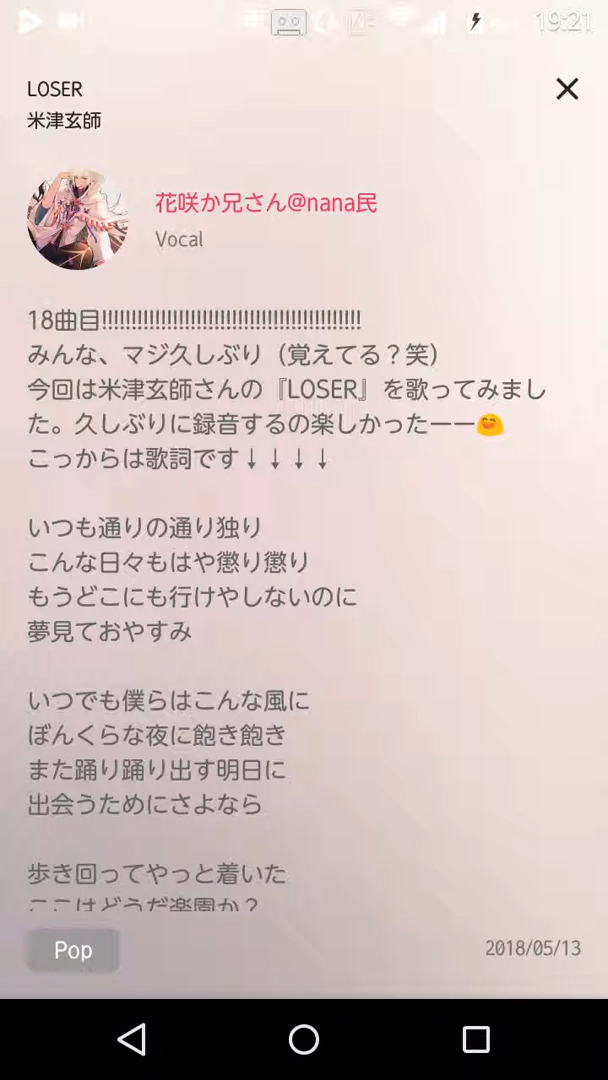 19:21
LOSER
米津玄師
花咲か兄さん@nana民
Vocal
18曲目!!!!!!!!!!!!!!!!!!!!!!!!!!!!!!!!!!!!!!!!!!!!
みんな、マジ久しぶり（覚えてる？笑）
今回は米津玄師さんの『LOSER』を歌ってみまし
た。久しぶりに録音するの楽しかったーー😊
こっからは歌詞です↓↓↓↓
いつも通りの通り独り
こんな日々もはや懲り懲り
もうどこにも行けやしないのに
夢見ておやすみ
いつでも僕らはこんな風に
ぼんくらな夜に飽き飽き
また踊り踊り出す明日に
出会うためにさよなら
歩き回ってやっと着いた
ここはどうだ楽園か？
Pop
2018/05/13